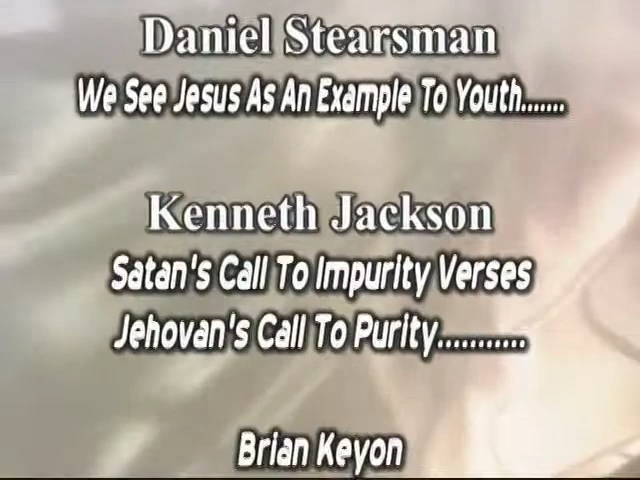 Daniel Stearsman
We See Jesus As An Example To Youth.......
Kenneth Jackson
Satan's Call To Impurity Verses
Jehovan's Call To Purity...........
Brian Keyon